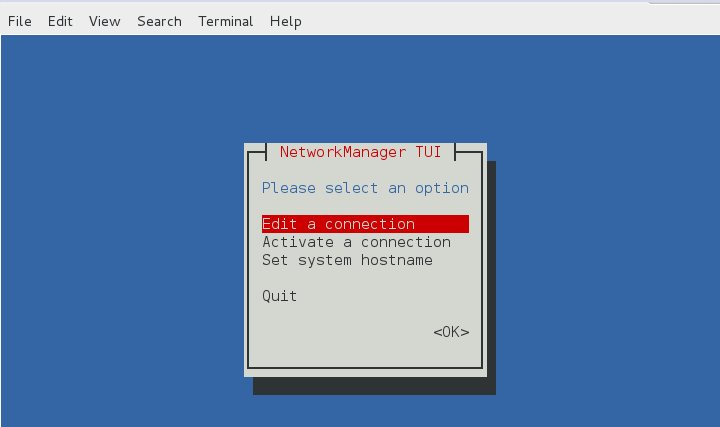 File Edit View Search Terminal Help
NetworkManager TUI
Please select an option
Edit a connection
Activate a connection
Set system hostname
Quit
<OK>